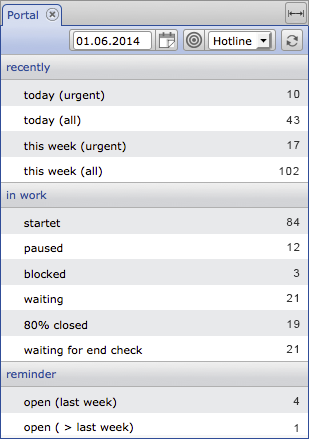 Portal
01.06.2014 Hotline
recently
today (urgent) 10
today (all) 43
this week (urgent) 17
this week (all) 102
in work
startet 84
paused 12
blocked 3
waiting 21
80% closed 19
waiting for end check 21
reminder
open (last week) 4
open ( > last week) 1